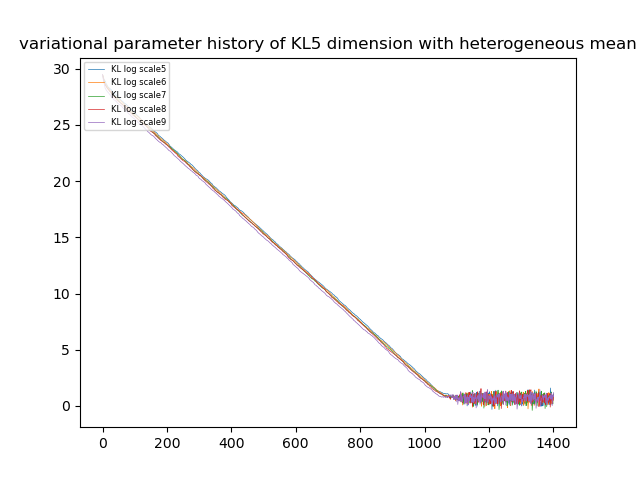 variational parameter history of KL5 dimension with heterogeneous mean
30
25
20
15
10
5
0
KL log scale5
KL log scale6
KL log scale7
KL log scale8
KL log scale9
0 200 400 600 800 1000 1200 1400